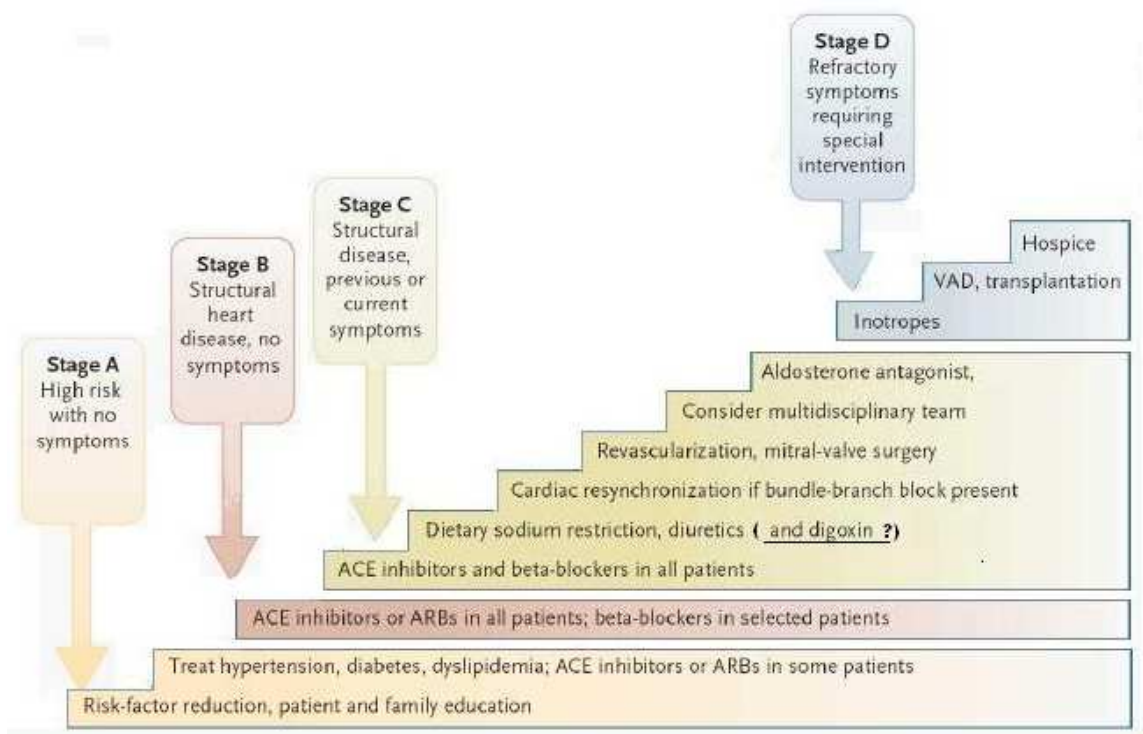 Stage A
High risk
with no
symptoms
Stage B
Structural
heart
disease, no
symptoms
Stage C
Structural
disease,
previous or
current
symptoms
Stage D
Refractory
symptoms
requiring
special
intervention
Hospice
VAD, transplantation
Inotropes
Aldosterone antagonist,
Consider multidisciplinary team
Revascularization, mitral-valve surgery
Cardiac resynchronization if bundle-branch block present
Dietary sodium restriction, diuretics ( and digoxin ?)
ACE inhibitors and beta-blockers in all patients
ACE inhibitors or ARBs in all patients; beta-blockers in selected patients
Treat hypertension, diabetes, dyslipidemia; ACE inhibitors or ARBs in some patients
Risk-factor reduction, patient and family education